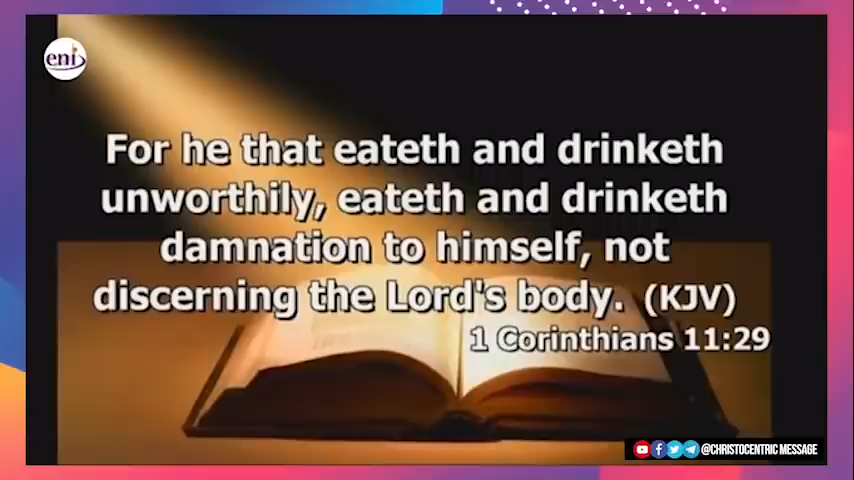 eni
For he that eateth and drinketh
unworthily, eateth and drinketh
damnation to himself, not
discerning the Lord's body. (KJV)
1 Corinthians 11:29
@CHRISTOCENTRIC MESSAGE